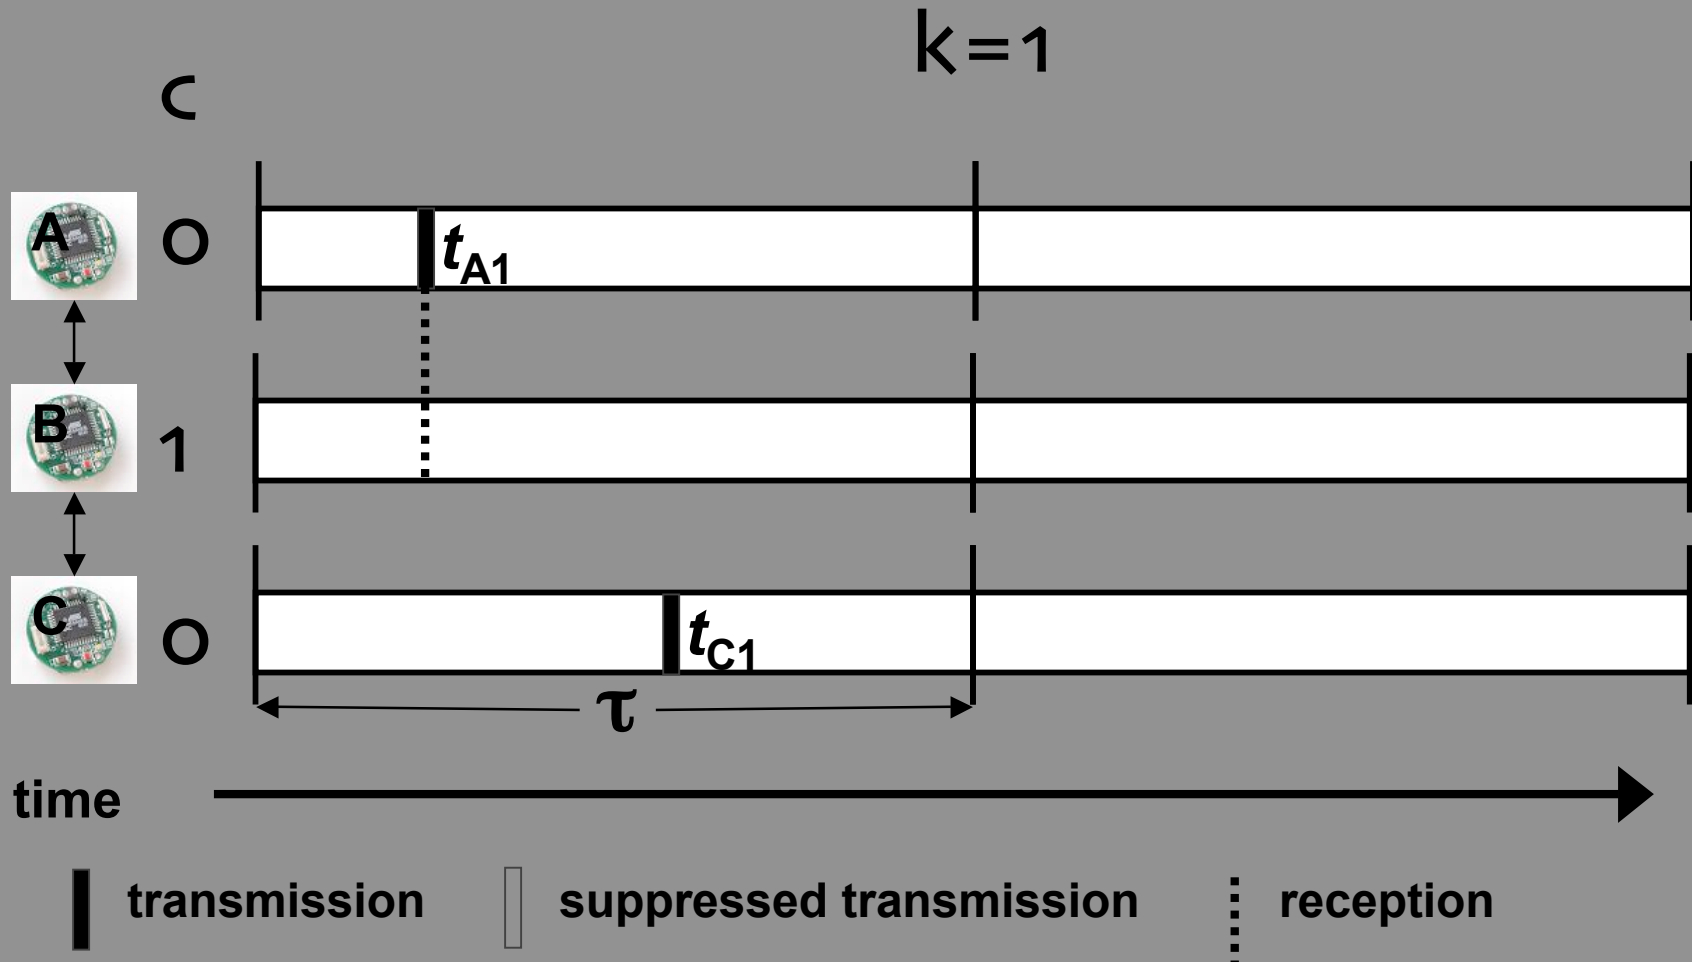 k=1
c
A 0 tA1
B 1
C 0 tC1
τ
time
transmission suppressed transmission reception